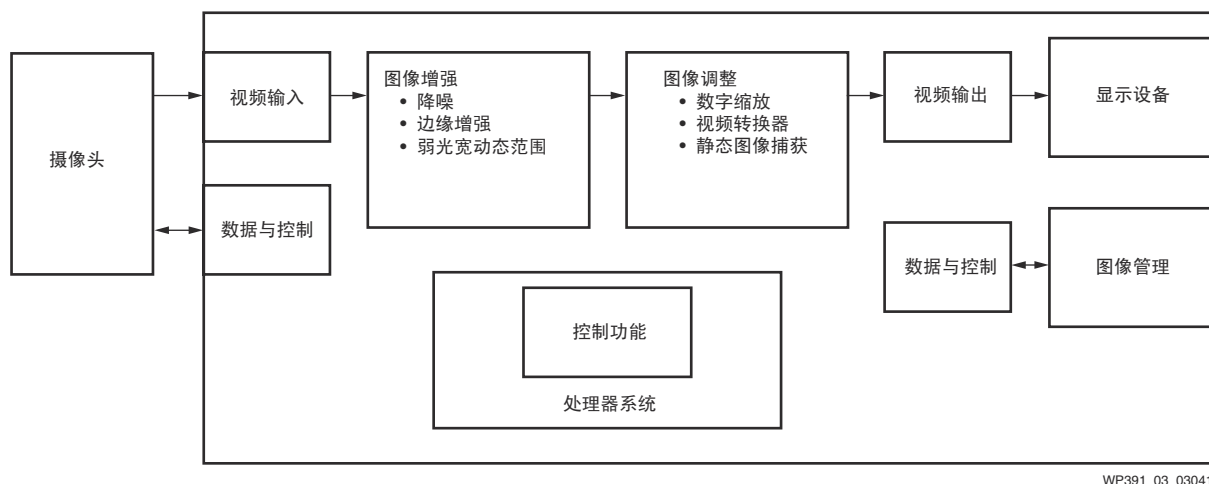 摄像头
视频输入
数据与控制
图像增强
• 降噪
• 边缘增强
• 弱光宽动态范围
图像调整
• 数字缩放
• 视频转换器
• 静态图像捕获
视频输出
显示设备
数据与控制
图像管理
控制功能
处理器系统
WP391_03_03041